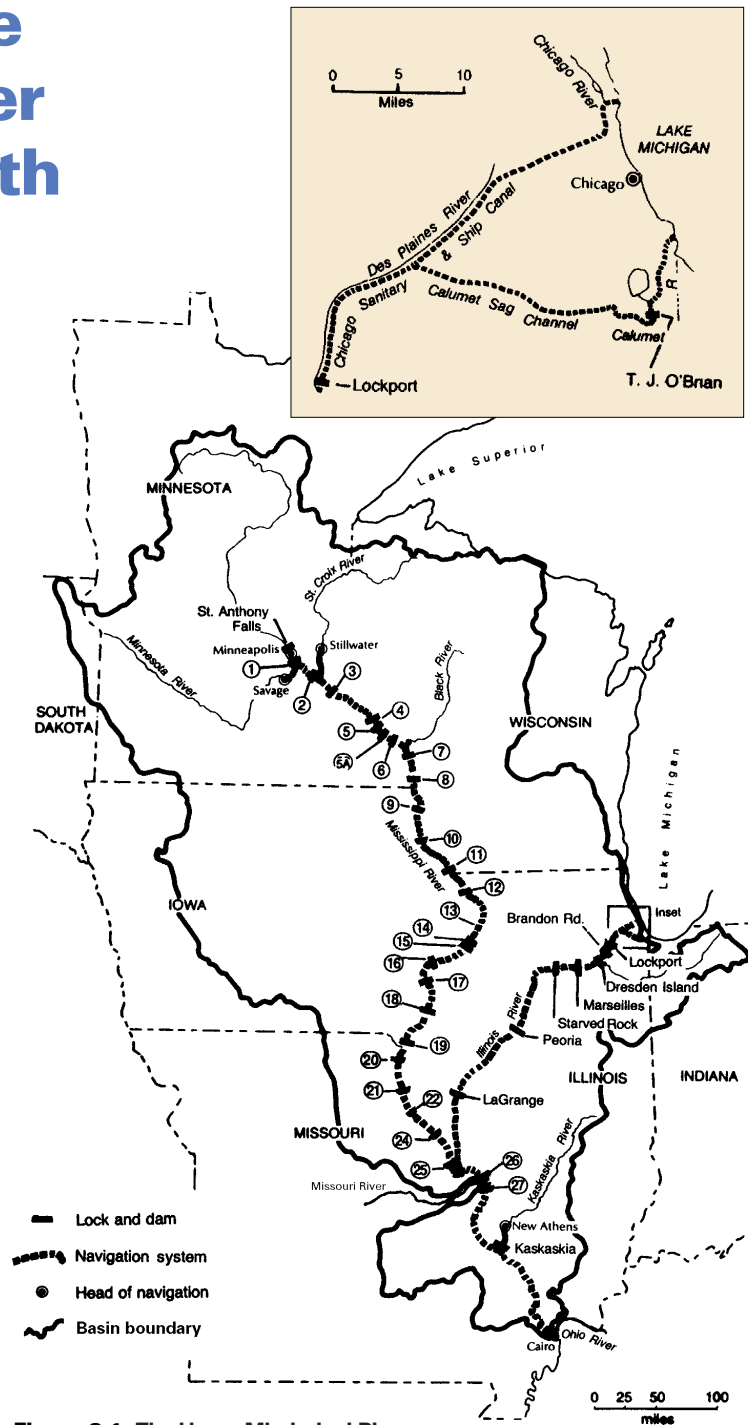 e
er
th
0 5 10
Miles
Chicago River
LAKE
MICHIGAN
Chicago
Des Plaines River
Chicago Sanitary & Ship Canal
Calumet Sag Channel
Calumet
R
T. J. O'Brian
Lockport
Lake Superior
MINNESOTA
St. Croix River
St. Anthony
Falls
Minneapolis
Stillwater
1
Savage
2
3
Minnesota River
Black River
4
5
5A
6
7
8
SOUTH
DAKOTA
WISCONSIN
9
Mississippi River
10
11
12
Lake Michigan
IOWA
13
14
15
16
17
18
19
20
21
22
24
25
26
27
Inset
Brandon Rd.
Lockport
Dresden Island
Marseilles
Starved Rock
Illinois River
Peoria
ILLINOIS
INDIANA
LaGrange
MISSOURI
Missouri River
Kaskaskia River
New Athens
Kaskaskia
Cairo
Ohio River
Lock and dam
Navigation system
Head of navigation
Basin boundary
0 25 50 100
miles